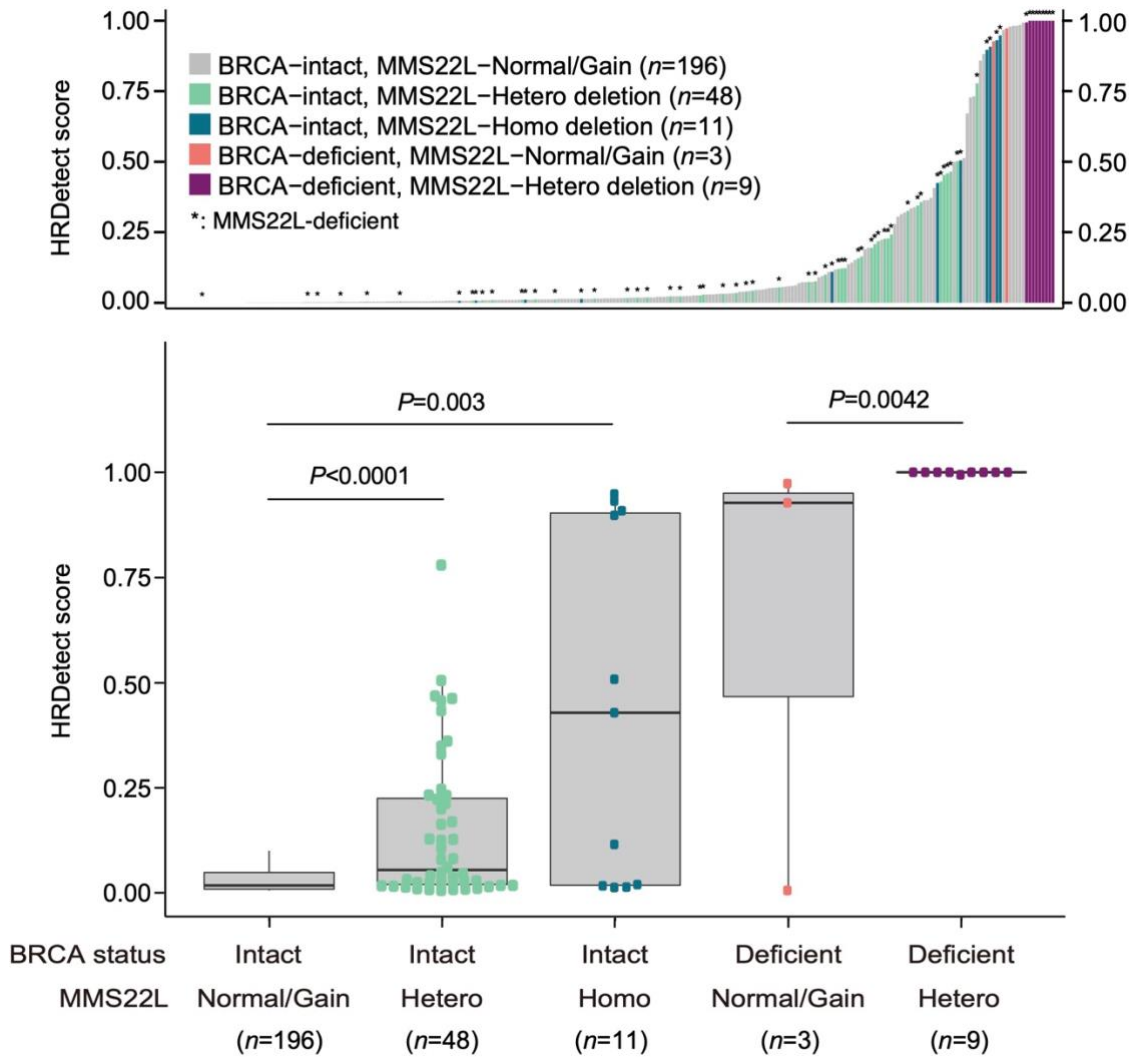 1.00
0.75
0.50
0.25
0.00
HRDetect score
1.00
0.75
0.50
0.25
0.00
BRCA−intact, MMS22L−Normal/Gain (n=196)
BRCA−intact, MMS22L−Hetero deletion (n=48)
BRCA−intact, MMS22L−Homo deletion (n=11)
BRCA−deficient, MMS22L−Normal/Gain (n=3)
BRCA−deficient, MMS22L−Hetero deletion (n=9)
*: MMS22L-deficient
P=0.003
P=0.0042
P<0.0001
1.00
0.75
0.50
0.25
0.00
HRDetect score
BRCA status Intact Intact Intact Deficient Deficient
MMS22L Normal/Gain Hetero Homo Normal/Gain Hetero
(n=196) (n=48) (n=11) (n=3) (n=9)